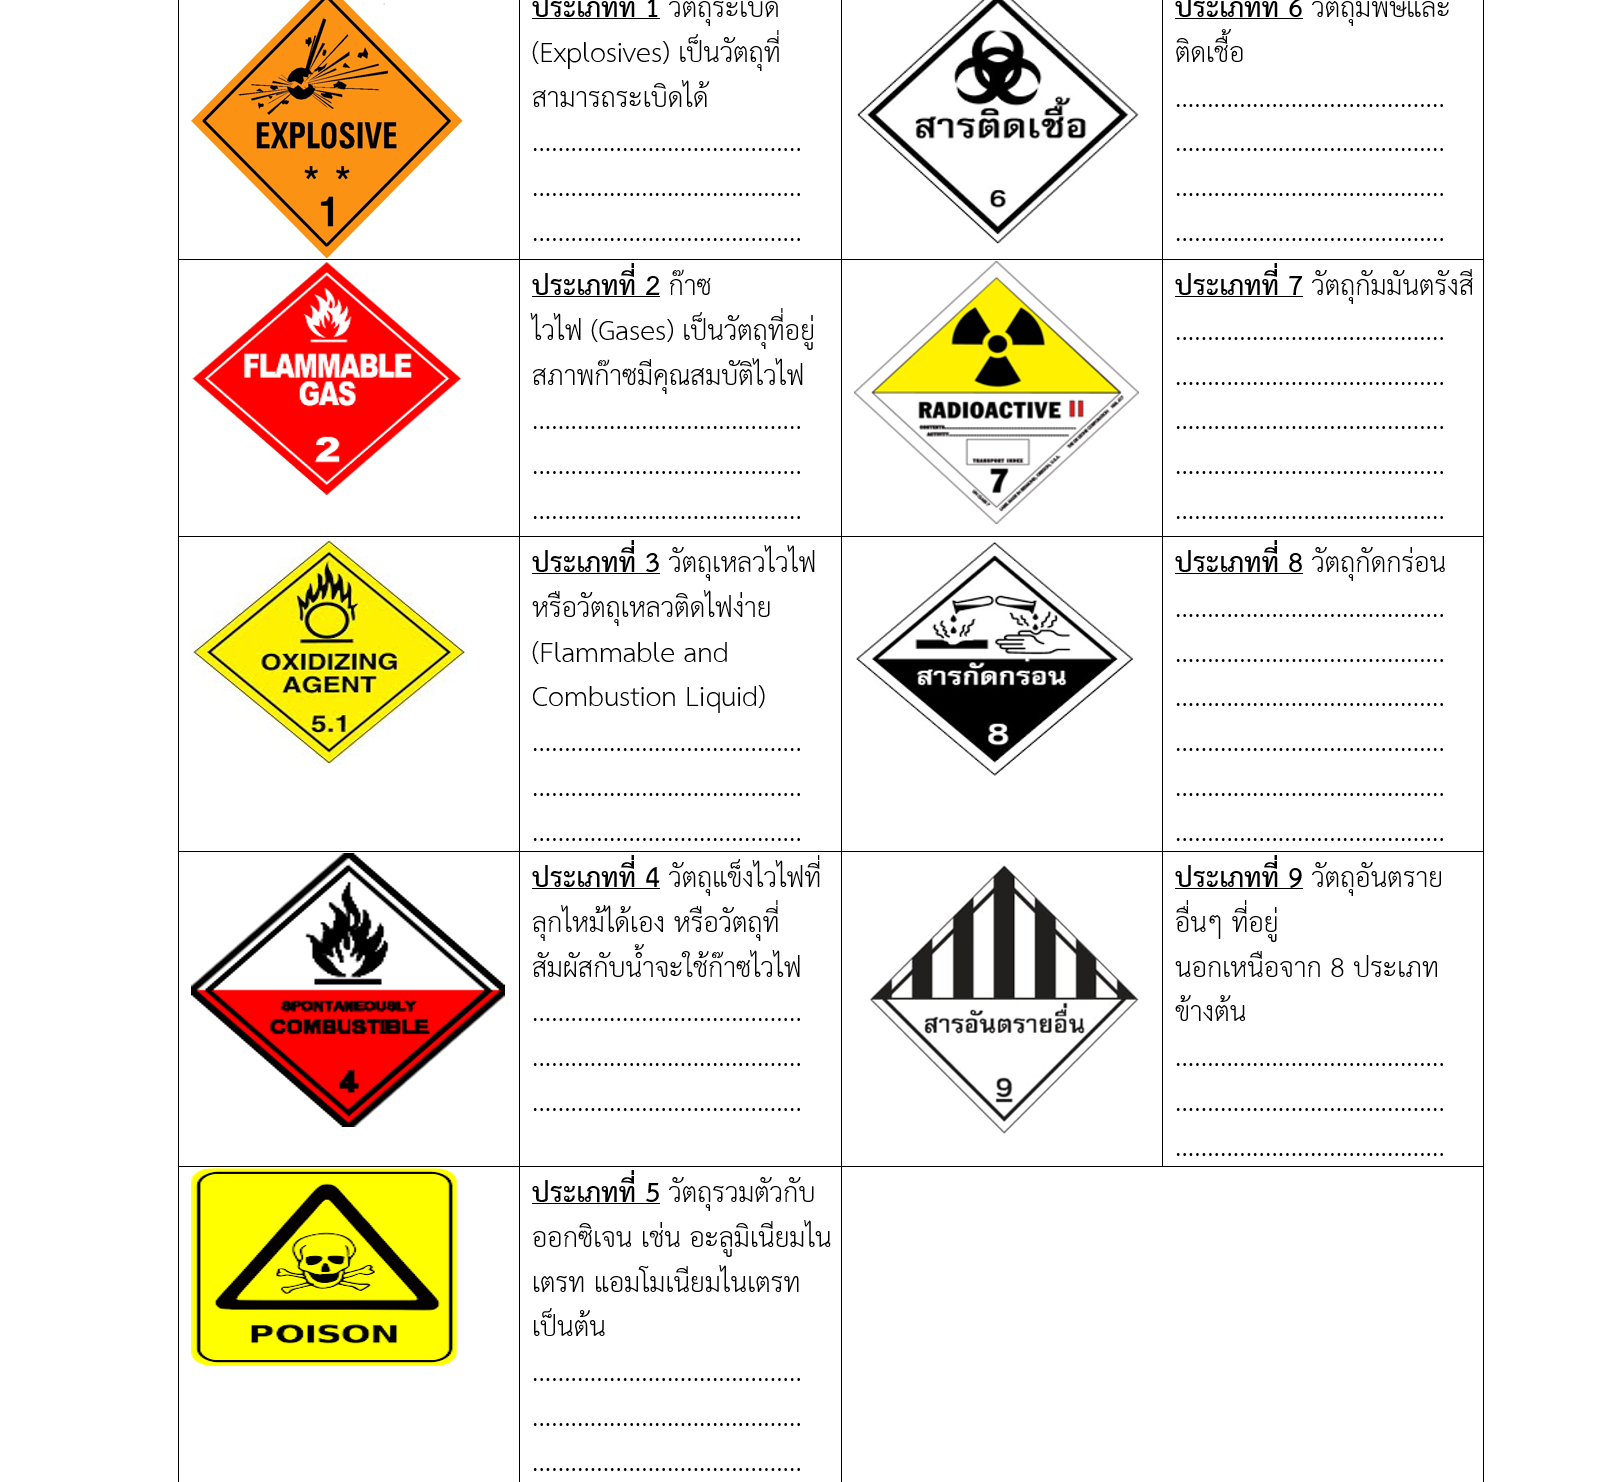 EXPLOSIVE
* *
1
ประเภทที่ 1 วัตถุระเบิด
(Explosives) เป็นวัตถุที่
สามารถระเบิดได้
..........................................
..........................................
..........................................
สารติดเชื้อ
6
ประเภทที่ 6 วัตถุมีพิษและ
ติดเชื้อ
..........................................
..........................................
..........................................
..........................................
FLAMMABLE
GAS
2
ประเภทที่ 2 ก๊าซ
ไวไฟ (Gases) เป็นวัตถุที่อยู่
สภาพก๊าซมีคุณสมบัติไวไฟ
..........................................
..........................................
..........................................
RADIOACTIVE II
CONTENTS..........................................
ACTIVITY..........................................
TRANSPORT INDEX
7
ประเภทที่ 7 วัตถุกัมมันตรังสี
..........................................
..........................................
..........................................
..........................................
..........................................
OXIDIZING
AGENT
5.1
ประเภทที่ 3 วัตถุเหลวไวไฟ
หรือวัตถุเหลวติดไฟง่าย
(Flammable and
Combustion Liquid)
..........................................
..........................................
..........................................
สารกัดกร่อน
8
ประเภทที่ 8 วัตถุกัดกร่อน
..........................................
..........................................
..........................................
..........................................
..........................................
..........................................
SPONTANEOUSLY
COMBUSTIBLE
4
ประเภทที่ 4 วัตถุแข็งไวไฟที่
ลุกไหม้ได้เอง หรือวัตถุที่
สัมผัสกับน้ำจะใช้ก๊าซไวไฟ
..........................................
..........................................
..........................................
สารอันตรายอื่น
9
ประเภทที่ 9 วัตถุอันตราย
อื่นๆ ที่อยู่
นอกเหนือจาก 8 ประเภท
ข้างต้น
..........................................
..........................................
..........................................
POISON
ประเภทที่ 5 วัตถุรวมตัวกับ
ออกซิเจน เช่น อะลูมิเนียมไน
เตรท แอมโมเนียมไนเตรท
เป็นต้น
..........................................
..........................................
..........................................